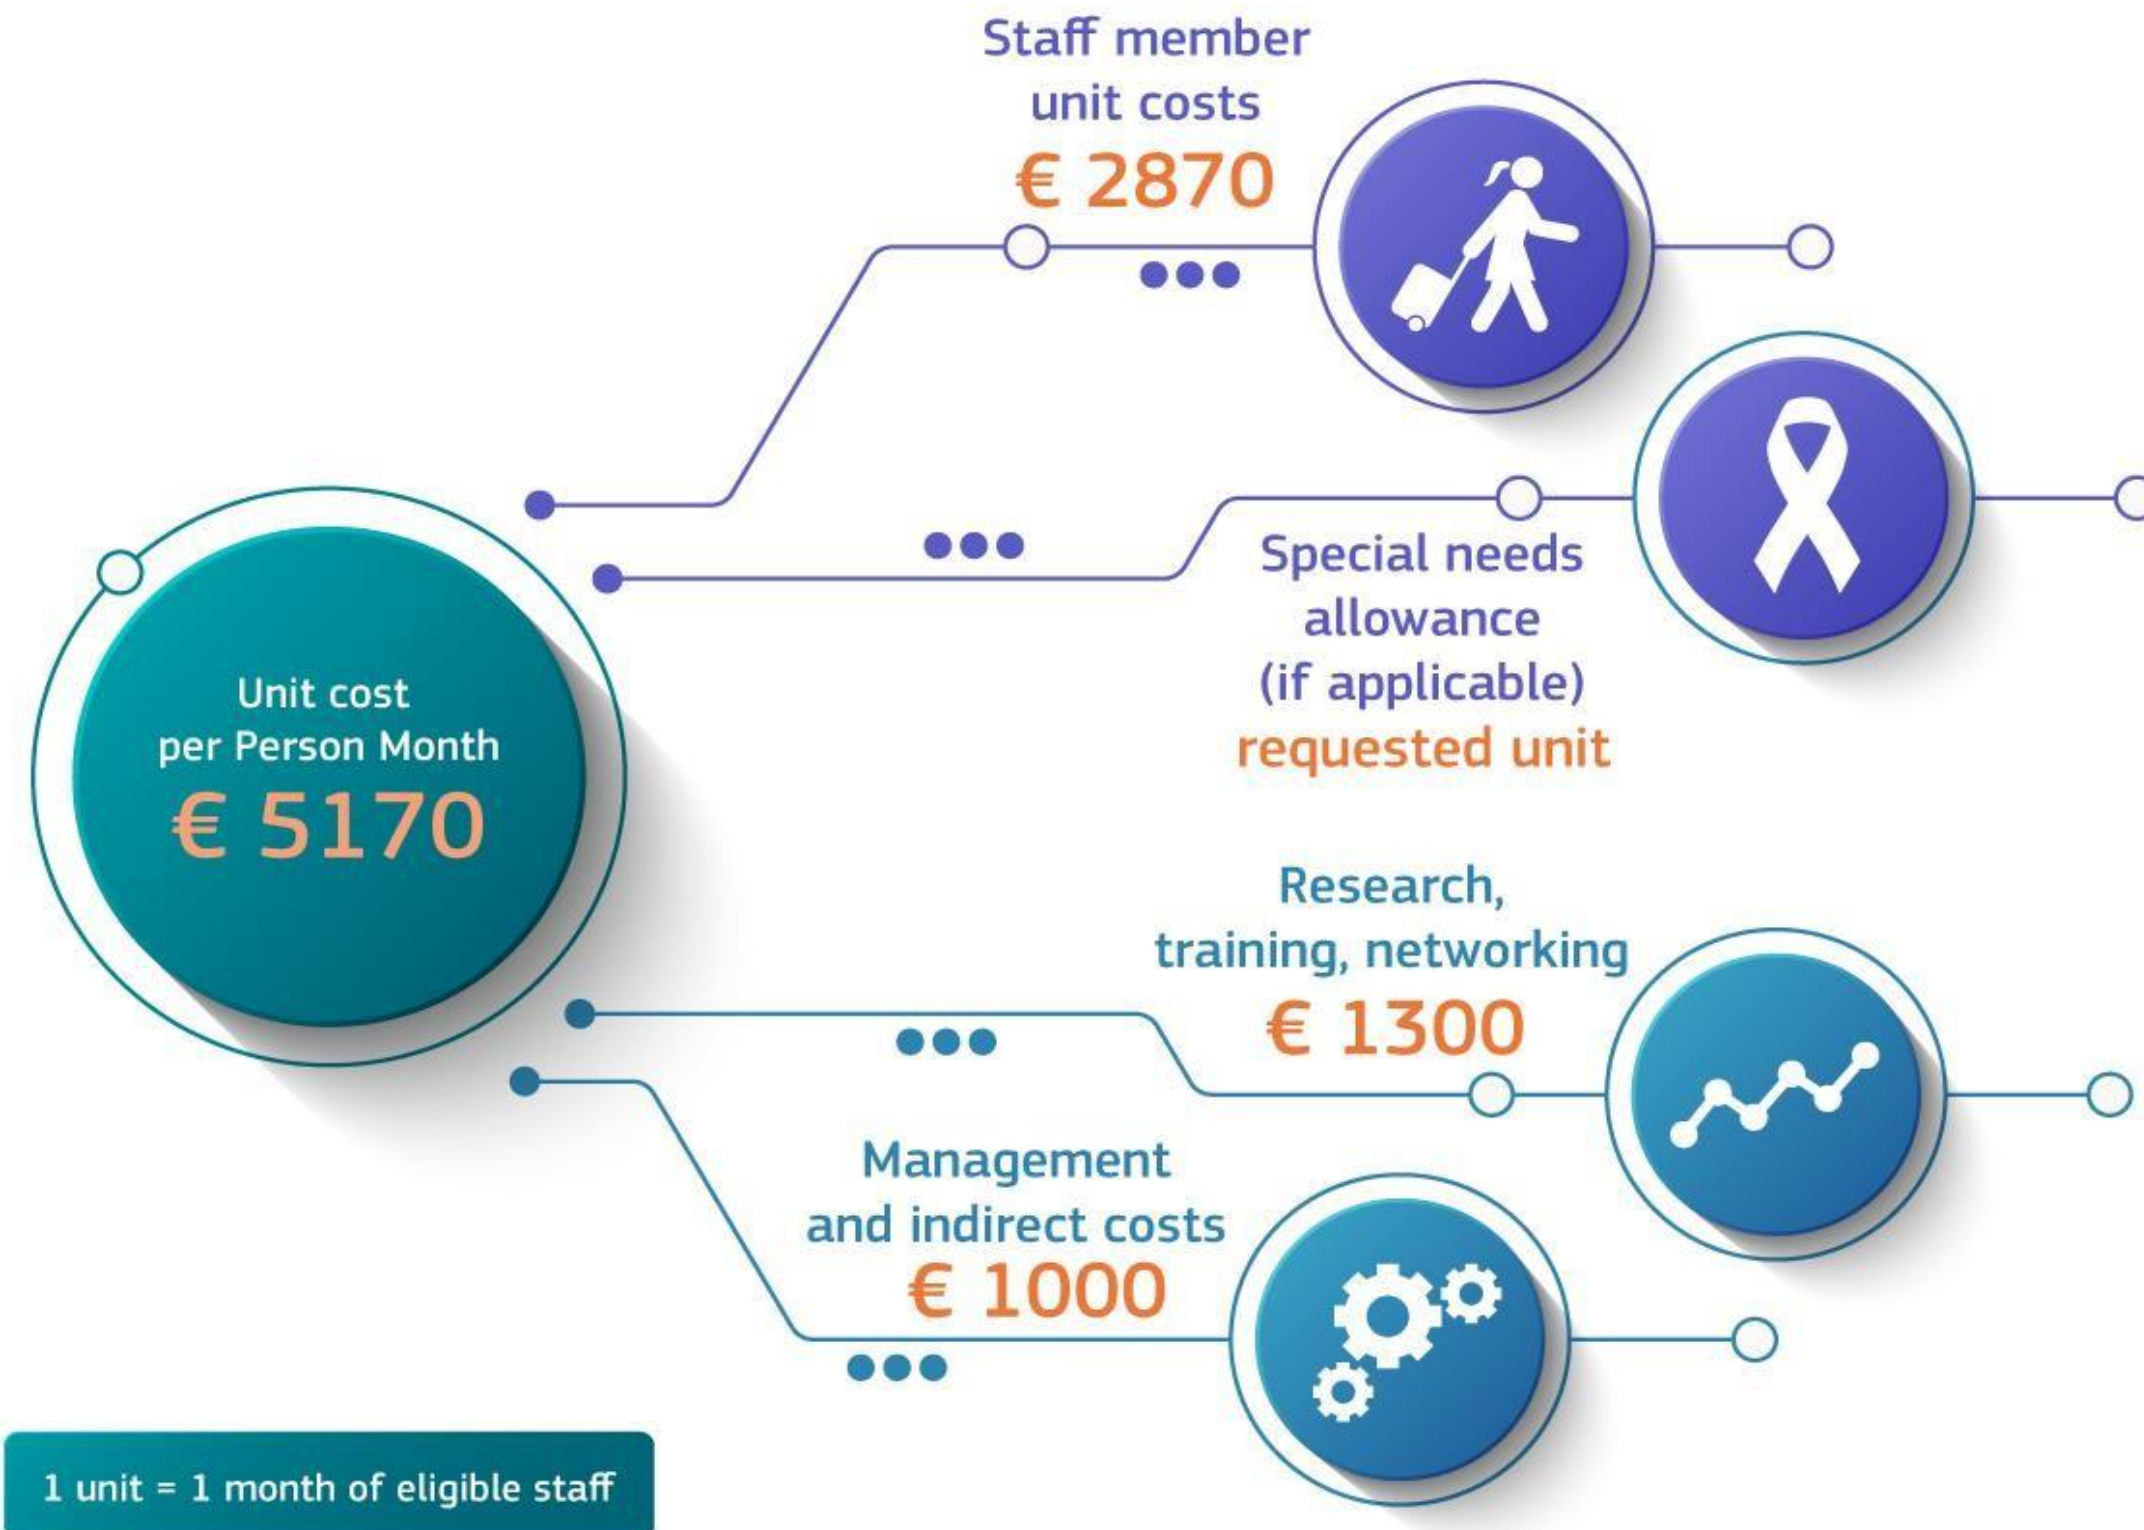 Staff member
unit costs
€ 2870
Special needs
allowance
(if applicable)
requested unit
Unit cost
per Person Month
€ 5170
Research,
training, networking
€ 1300
Management
and indirect costs
€ 1000
1 unit = 1 month of eligible staff